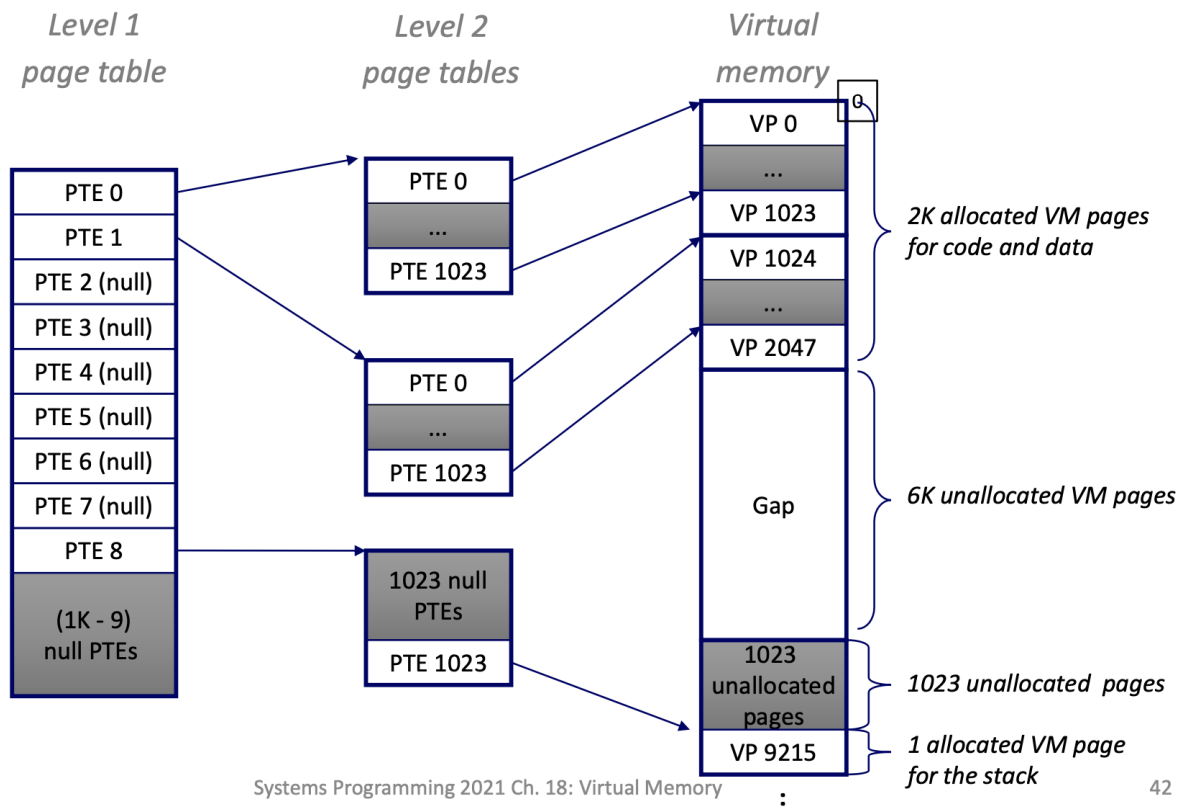 Level 1
page table
Level 2
page tables
Virtual
memory
PTE 0
PTE 1
PTE 2 (null)
PTE 3 (null)
PTE 4 (null)
PTE 5 (null)
PTE 6 (null)
PTE 7 (null)
PTE 8
(1K - 9)
null PTEs
PTE 0
...
PTE 1023
PTE 0
...
PTE 1023
1023 null
PTEs
PTE 1023
0
VP 0
...
VP 1023
VP 1024
...
VP 2047
Gap
1023
unallocated
pages
VP 9215
:
2K allocated VM pages
for code and data
6K unallocated VM pages
1023 unallocated pages
1 allocated VM page
for the stack
Systems Programming 2021 Ch. 18: Virtual Memory
42